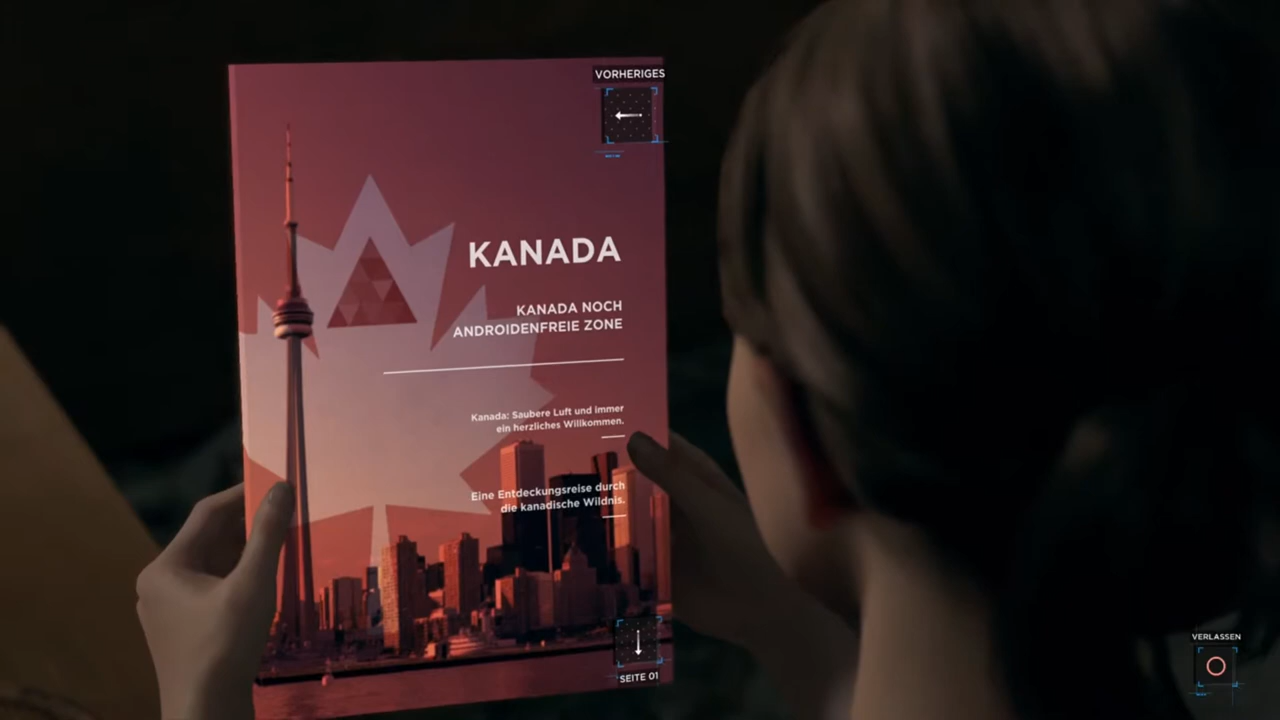 VORHERIGES
KANADA
KANADA NOCH
ANDROIDENFREIE ZONE
Kanada: Saubere Luft und immer
ein herzliches Willkommen.
Eine Entdeckungsreise durch
die kanadische Wildnis.
SEITE 01
VERLASSEN